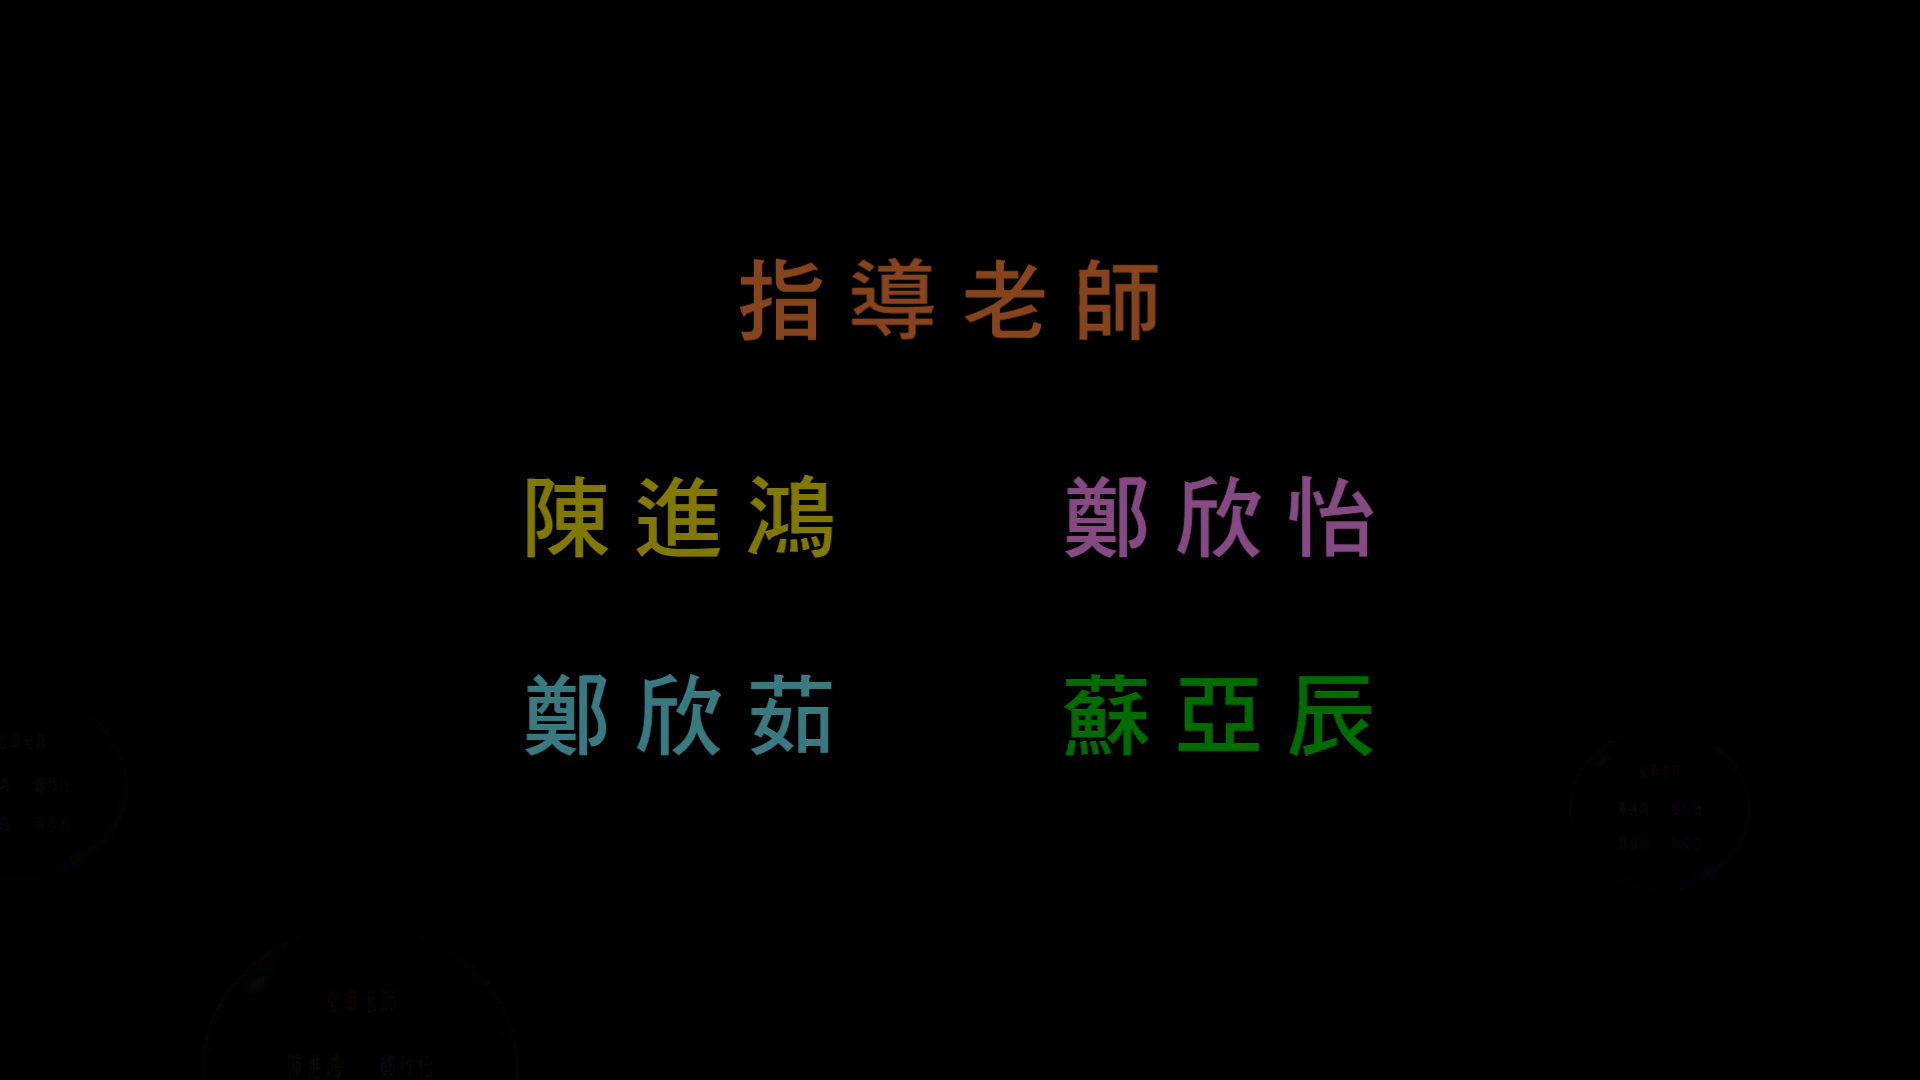 指導老師
陳進鴻 鄭欣怡
鄭欣茹 蘇亞辰